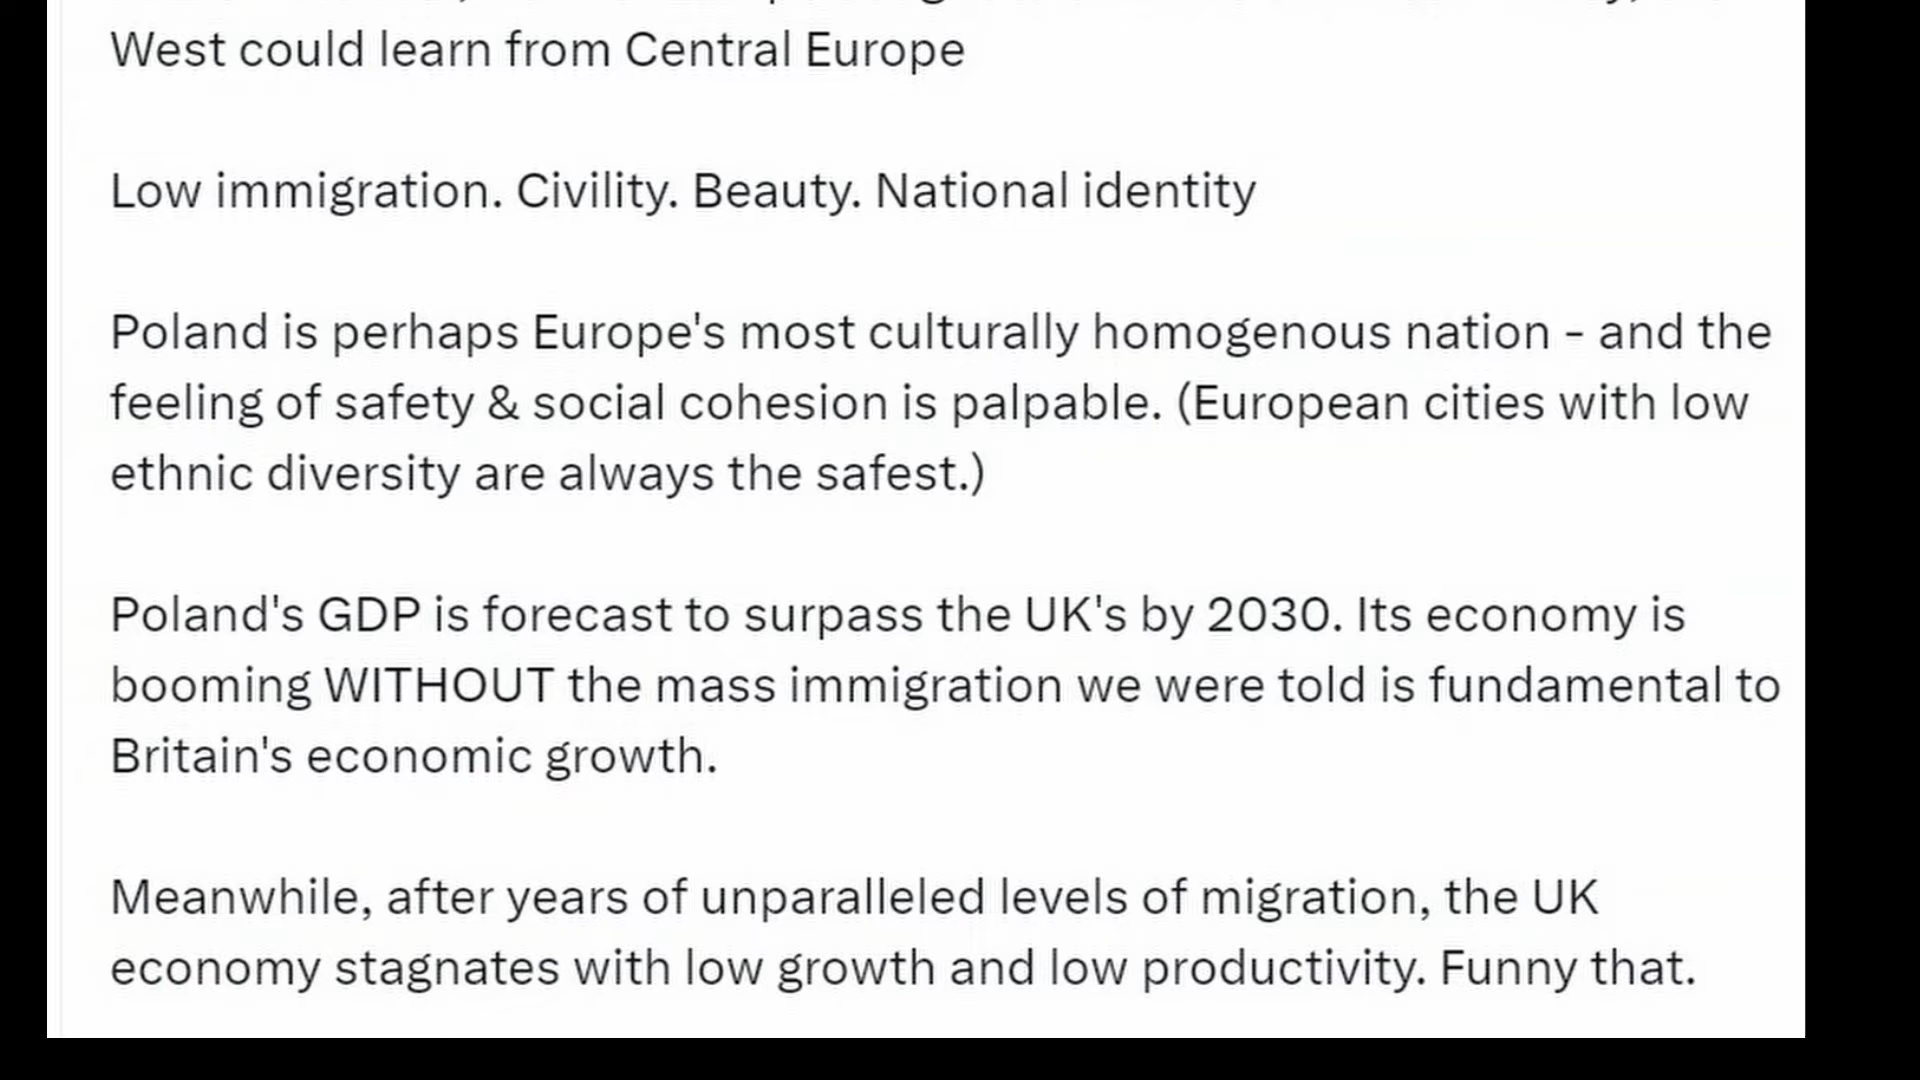 West could learn from Central Europe
Low immigration. Civility. Beauty. National identity
Poland is perhaps Europe's most culturally homogenous nation - and the
feeling of safety & social cohesion is palpable. (European cities with low
ethnic diversity are always the safest.)
Poland's GDP is forecast to surpass the UK's by 2030. Its economy is
booming WITHOUT the mass immigration we were told is fundamental to
Britain's economic growth.
Meanwhile, after years of unparalleled levels of migration, the UK
economy stagnates with low growth and low productivity. Funny that.